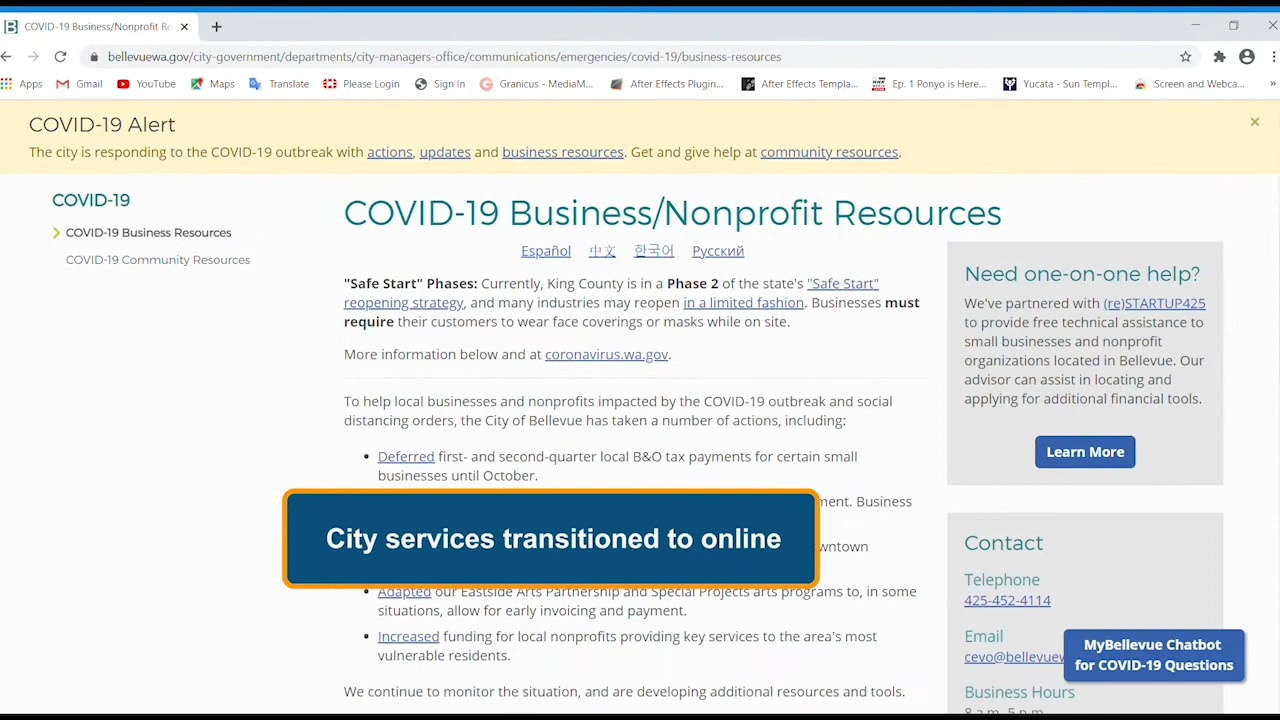 COVID-19 Business/Nonprofit Re
bellevuewa.gov/city-government/departments/city-managers-office/communications/emergencies/covid-19/business-resources
Apps Gmail YouTube Maps Translate Please Login Sign In Granicus - MediaM... After Effects Plugin... After Effects Templa... Ep. 1 Ponyo is Here... Yucata - Sun Templ... Screen and Webca... »
COVID-19 Alert
The city is responding to the COVID-19 outbreak with actions, updates and business resources. Get and give help at community resources.
COVID-19
COVID-19 Business Resources
COVID-19 Community Resources
COVID-19 Business/Nonprofit Resources
Español 中文 한국어 Русский
"Safe Start" Phases: Currently, King County is in a Phase 2 of the state's "Safe Start"
reopening strategy, and many industries may reopen in a limited fashion. Businesses must
require their customers to wear face coverings or masks while on site.
More information below and at coronavirus.wa.gov.
To help local businesses and nonprofits impacted by the COVID-19 outbreak and social
distancing orders, the City of Bellevue has taken a number of actions, including:
• Deferred first- and second-quarter local B&O tax payments for certain small
businesses until October.
ment. Business
wntown
City services transitioned to online
• Adapted our Eastside Arts Partnership and Special Projects arts programs to, in some
situations, allow for early invoicing and payment.
• Increased funding for local nonprofits providing key services to the area's most
vulnerable residents.
We continue to monitor the situation, and are developing additional resources and tools.
Need one-on-one help?
We've partnered with (re)STARTUP425
to provide free technical assistance to
small businesses and nonprofit
organizations located in Bellevue. Our
advisor can assist in locating and
applying for additional financial tools.
Learn More
Contact
Telephone
425-452-4114
Email
cevo@bellevuew
MyBellevue Chatbot
for COVID-19 Questions
Business Hours
8 a.m. 5 p.m.